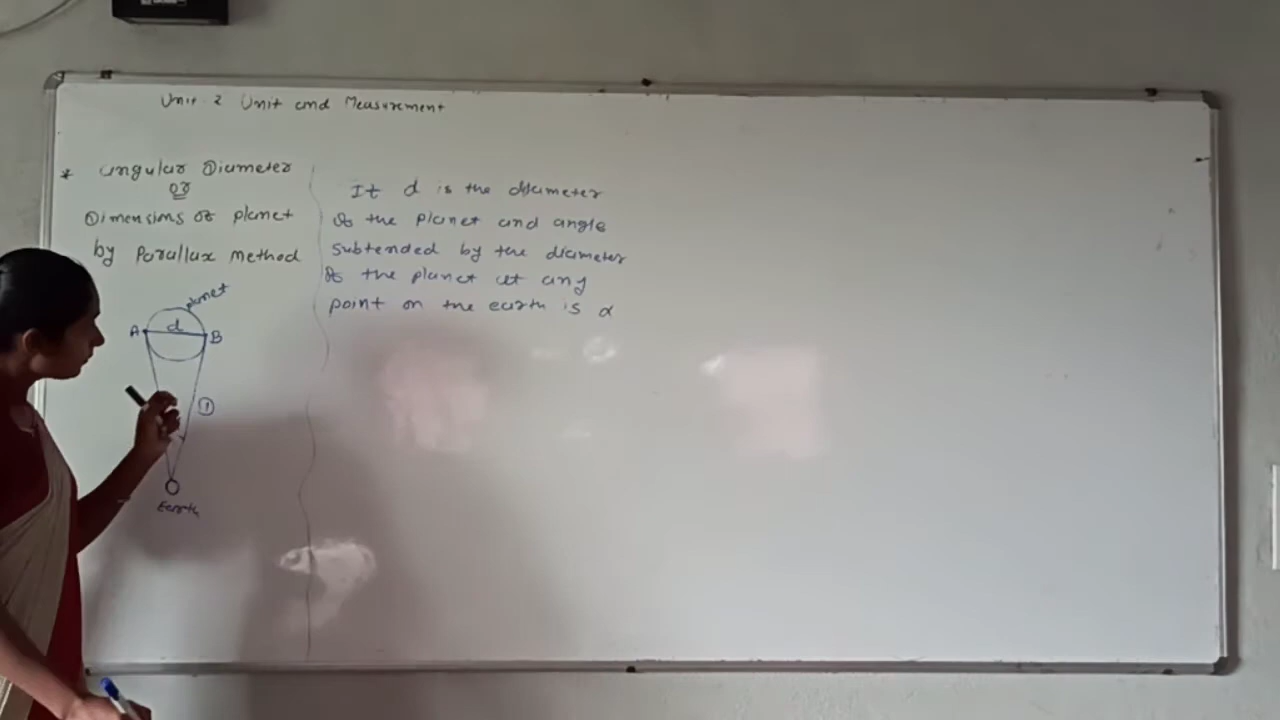 Unit-2 Unit and Measurement
* angular Diameter
or
Dimensions of planet
by Parallax Method
planet
A d B
①
Earth
If d is the diameter
of the planet and angle
subtended by the diameter
of the planet at any
point on the earth is α